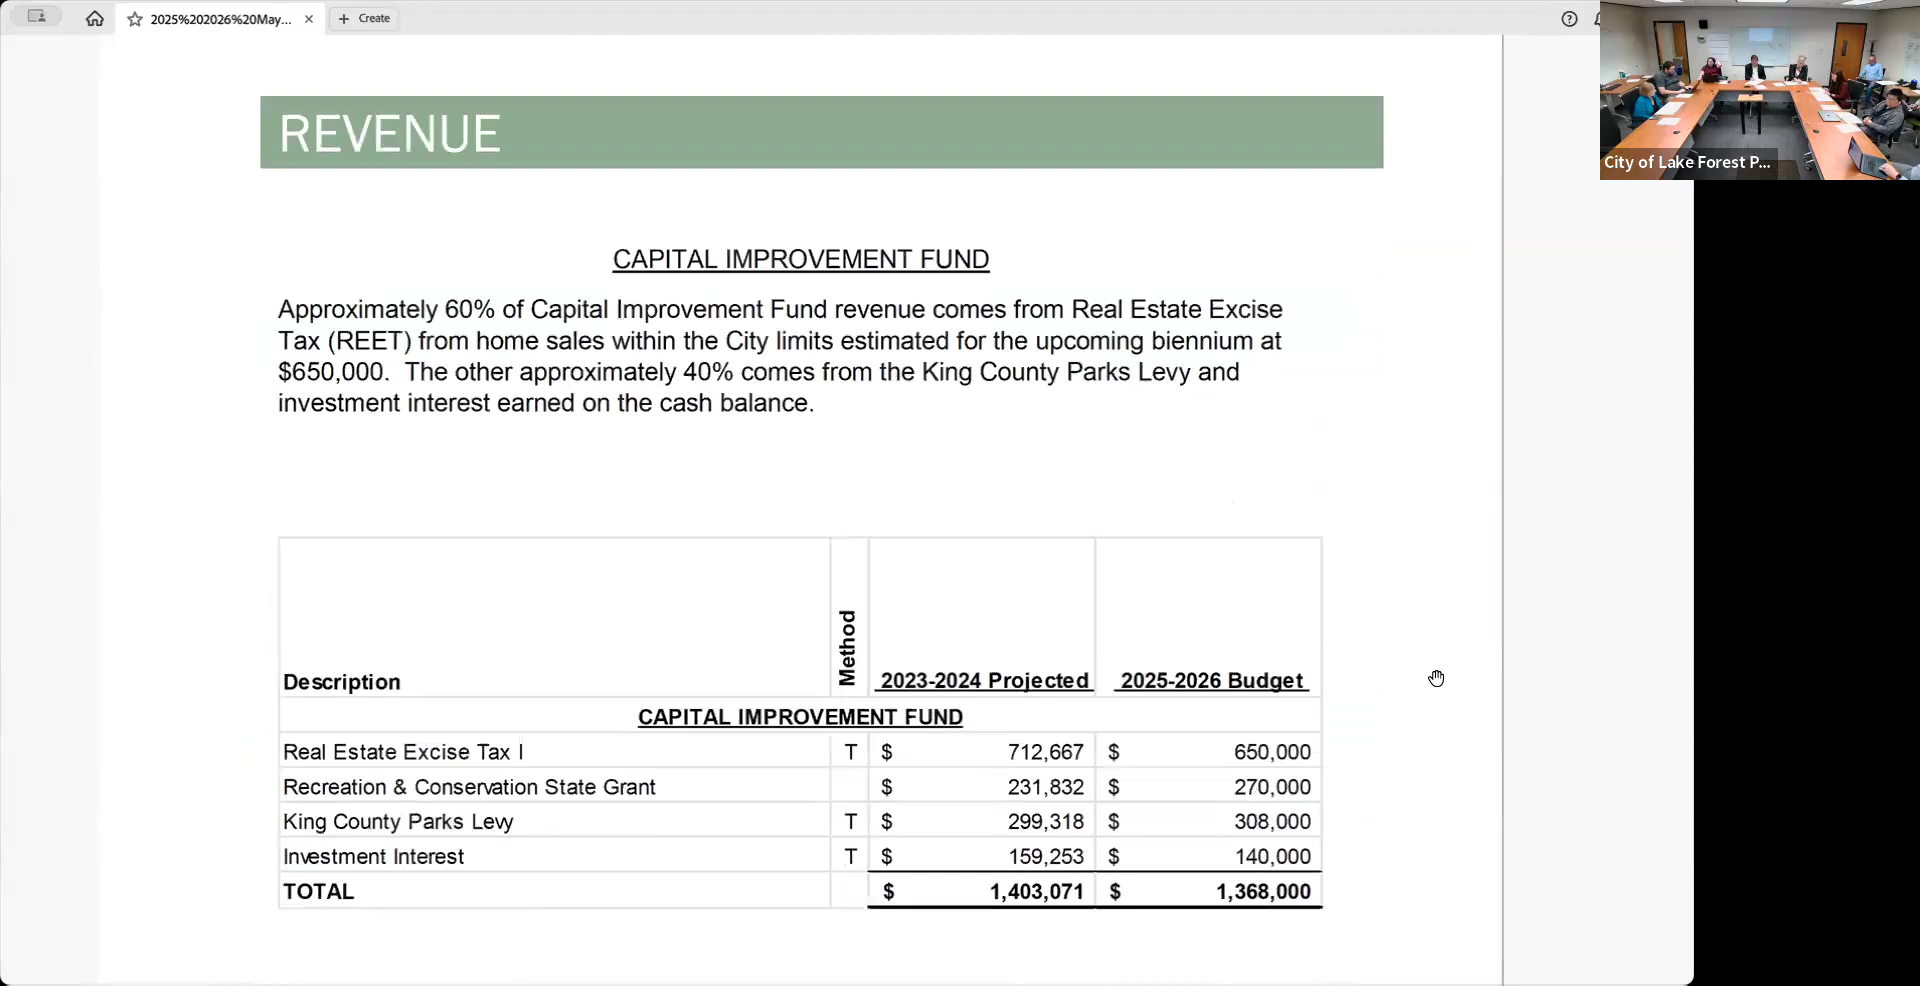 2025%202026%20May...
Create
City of Lake Forest P...
REVENUE
CAPITAL IMPROVEMENT FUND
Approximately 60% of Capital Improvement Fund revenue comes from Real Estate Excise
Tax (REET) from home sales within the City limits estimated for the upcoming biennium at
$650,000. The other approximately 40% comes from the King County Parks Levy and
investment interest earned on the cash balance.
Description Method 2023-2024 Projected 2025-2026 Budget
CAPITAL IMPROVEMENT FUND
Real Estate Excise Tax I T $ 712,667 $ 650,000
Recreation & Conservation State Grant $ 231,832 $ 270,000
King County Parks Levy T $ 299,318 $ 308,000
Investment Interest T $ 159,253 $ 140,000
TOTAL $ 1,403,071 $ 1,368,000